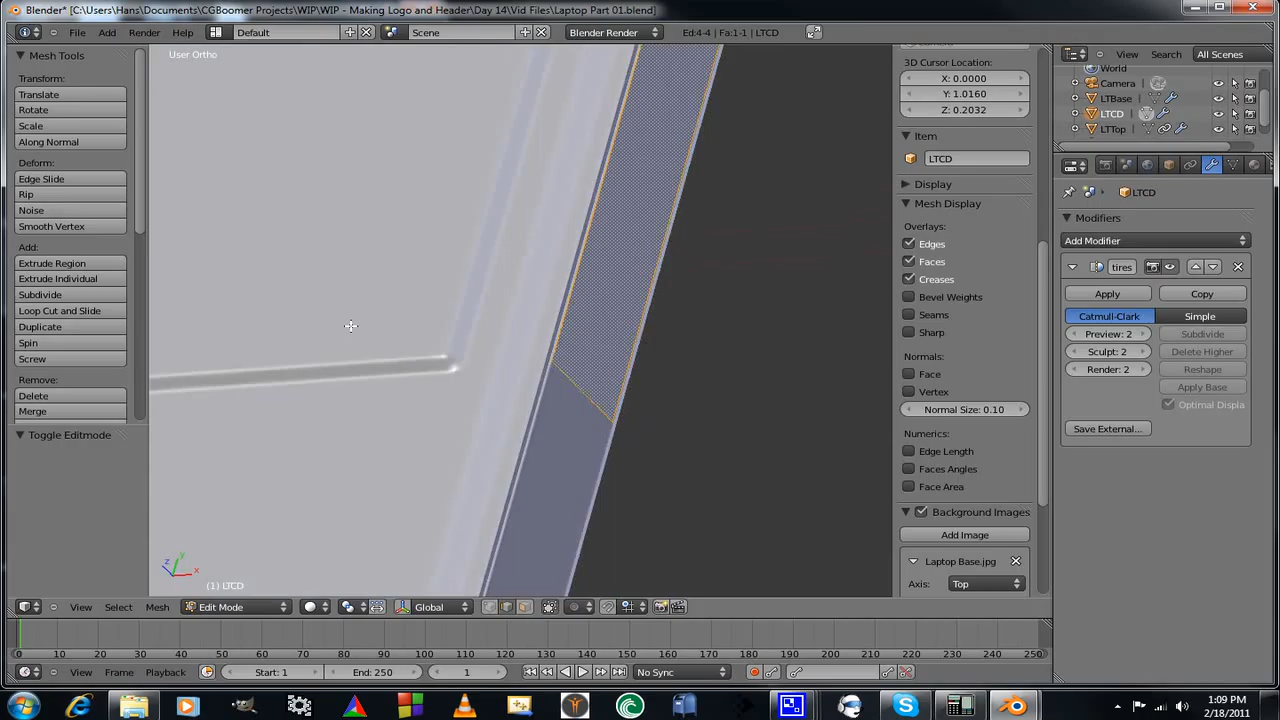 Blender* [C:\Users\Hans\Documents\CGBoomer Projects\WIP\WIP - Making Logo and Header\Day 14\Vid Files\Laptop Part 01.blend]
File Add Render Help Default Scene Blender Render Ed:4-4 | Fa:1-1 | LTCD View Search All Scenes
Mesh Tools
Transform:
Translate
Rotate
Scale
Along Normal
Deform:
Edge Slide
Rip
Noise
Smooth Vertex
Add:
Extrude Region
Extrude Individual
Subdivide
Loop Cut and Slide
Duplicate
Spin
Screw
Remove:
Delete
Merge
Toggle Editmode
User Ortho
z y x
(1) LTCD
3D Cursor Location:
X: 0.0000
Y: 1.0160
Z: 0.2032
Item
LTCD
Display
Mesh Display
Overlays:
Edges
Faces
Creases
Bevel Weights
Seams
Sharp
Normals:
Face
Vertex
Normal Size: 0.10
Numerics:
Edge Length
Faces Angles
Face Area
Background Images
Add Image
Laptop Base.jpg
Axis: Top
World
Camera
LTBase
LTCD
LTTop
LTCD
Modifiers
Add Modifier
tires
Apply Copy
Catmull-Clark Simple
Preview: 2 Subdivide
Sculpt: 2 Delete Higher
Render: 2 Reshape
Apply Base
Optimal Displa
Save External...
View Select Mesh Edit Mode Global
0 10 20 30 40 50 60 70 80 90 100 110 120 130 140 150 160 170 180 190 200 210 220 230 240 250
View Frame Playback Start: 1 End: 250 1 No Sync
1:09 PM
2/18/2011